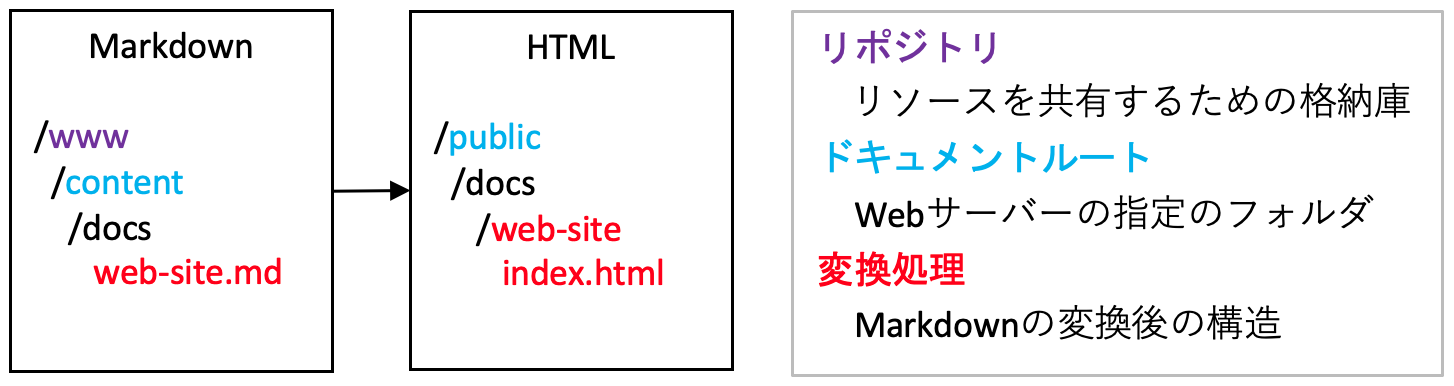 Markdown
/www
/content
/docs
web-site.md
HTML
/public
/docs
/web-site
index.html
リポジトリ
リソースを共有するための格納庫
ドキュメントルート
Webサーバーの指定のフォルダ
変換処理
Markdownの変換後の構造